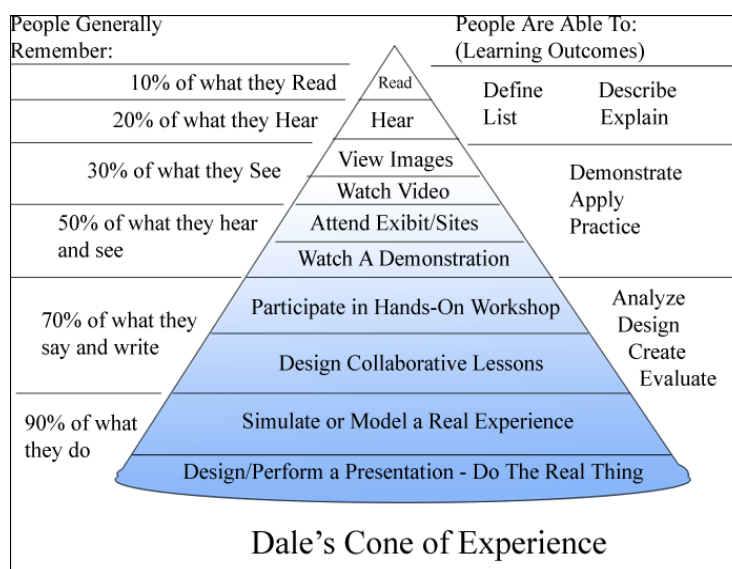 People Generally
Remember:
10% of what they Read
20% of what they Hear
30% of what they See
50% of what they hear
and see
70% of what they
say and write
90% of what
they do
Read
Hear
View Images
Watch Video
Attend Exibit/Sites
Watch A Demonstration
Participate in Hands-On Workshop
Design Collaborative Lessons
Simulate or Model a Real Experience
Design/Perform a Presentation - Do The Real Thing
People Are Able To:
(Learning Outcomes)
Define Describe
List Explain
Demonstrate
Apply
Practice
Analyze
Design
Create
Evaluate
Dale's Cone of Experience